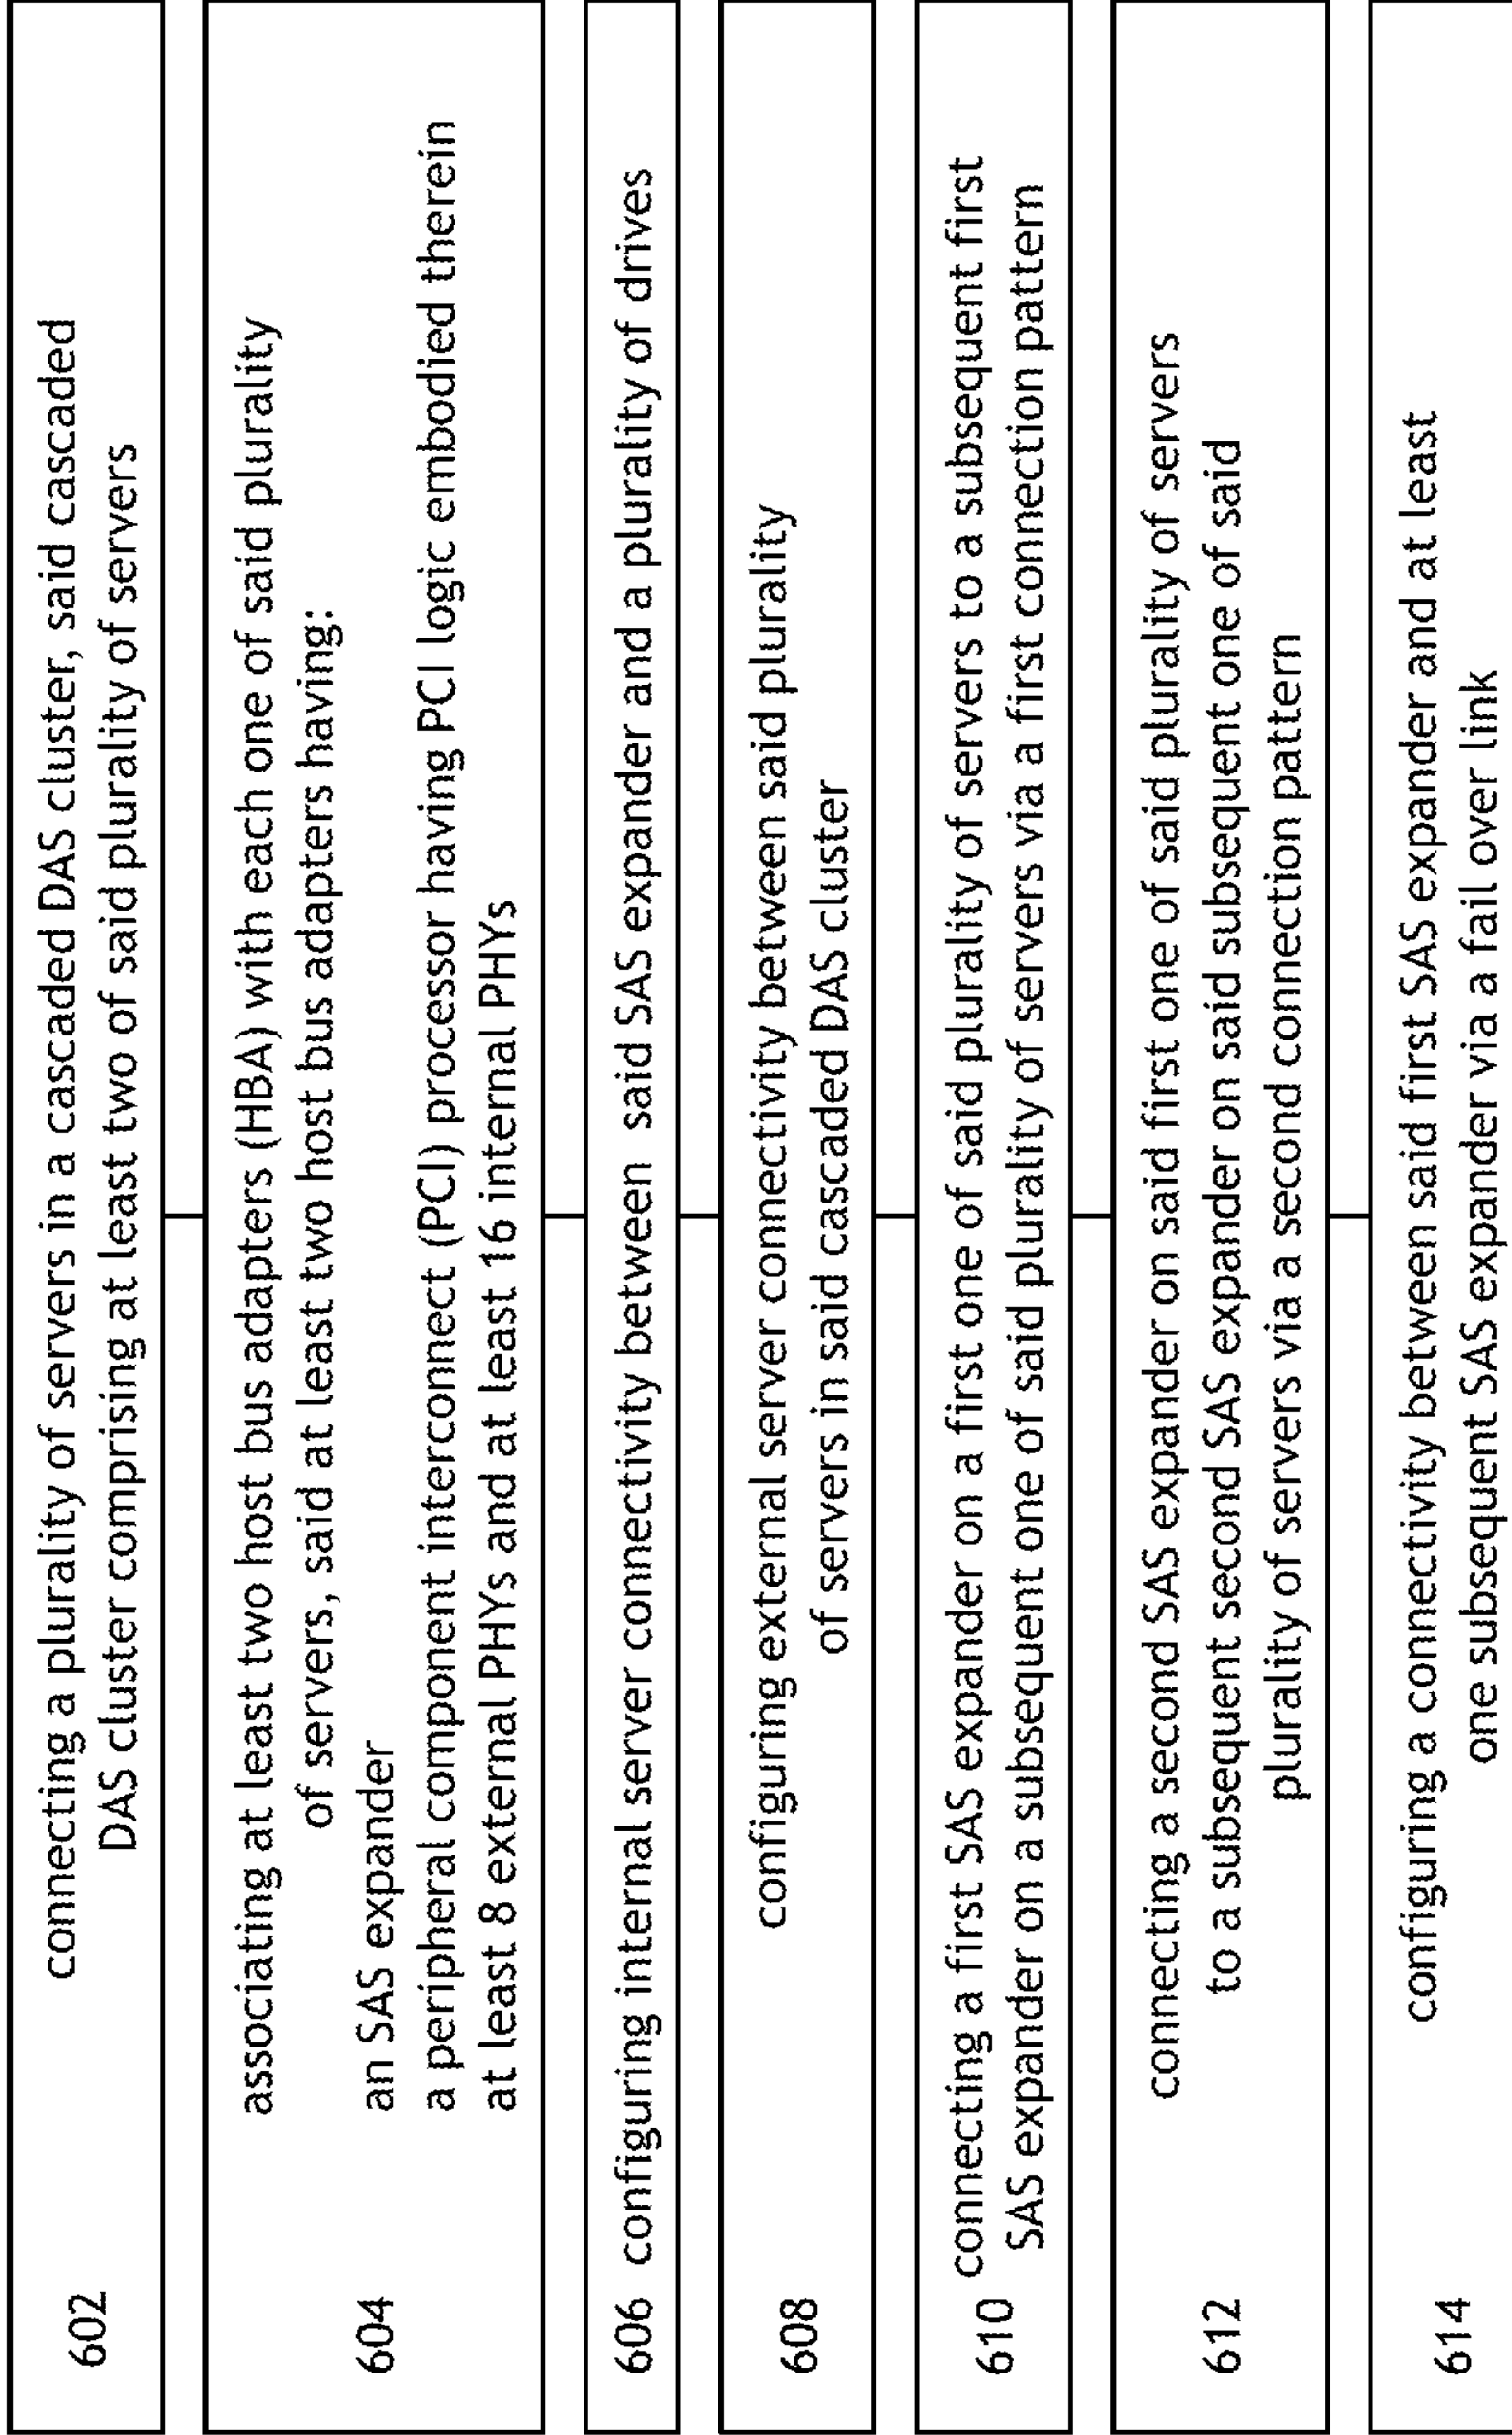 602
connecting a plurality of servers in a cascaded DAS cluster, said cascaded
DAS cluster comprising at least two of said plurality of servers
604
associating at least two host bus adapters (HBA) with each one of said plurality
of servers, said at least two host bus adapters having:
an SAS expander
a peripheral component interconnect (PCI) processor having PCI logic embodied therein
at least 8 external PHYs and at least 16 internal PHYs
606 configuring internal server connectivity between said SAS expander and a plurality of drives
608
configuring external server connectivity between said plurality
of servers in said cascaded DAS cluster
610
connecting a first SAS expander on a first one of said plurality of servers to a subsequent first
SAS expander on a subsequent one of said plurality of servers via a first connection pattern
612
connecting a second SAS expander on said first one of said plurality of servers
to a subsequent second SAS expander on said subsequent one of said
plurality of servers via a second connection pattern
614
configuring a connectivity between said first SAS expander and at least
one subsequent SAS expander via a fail over link